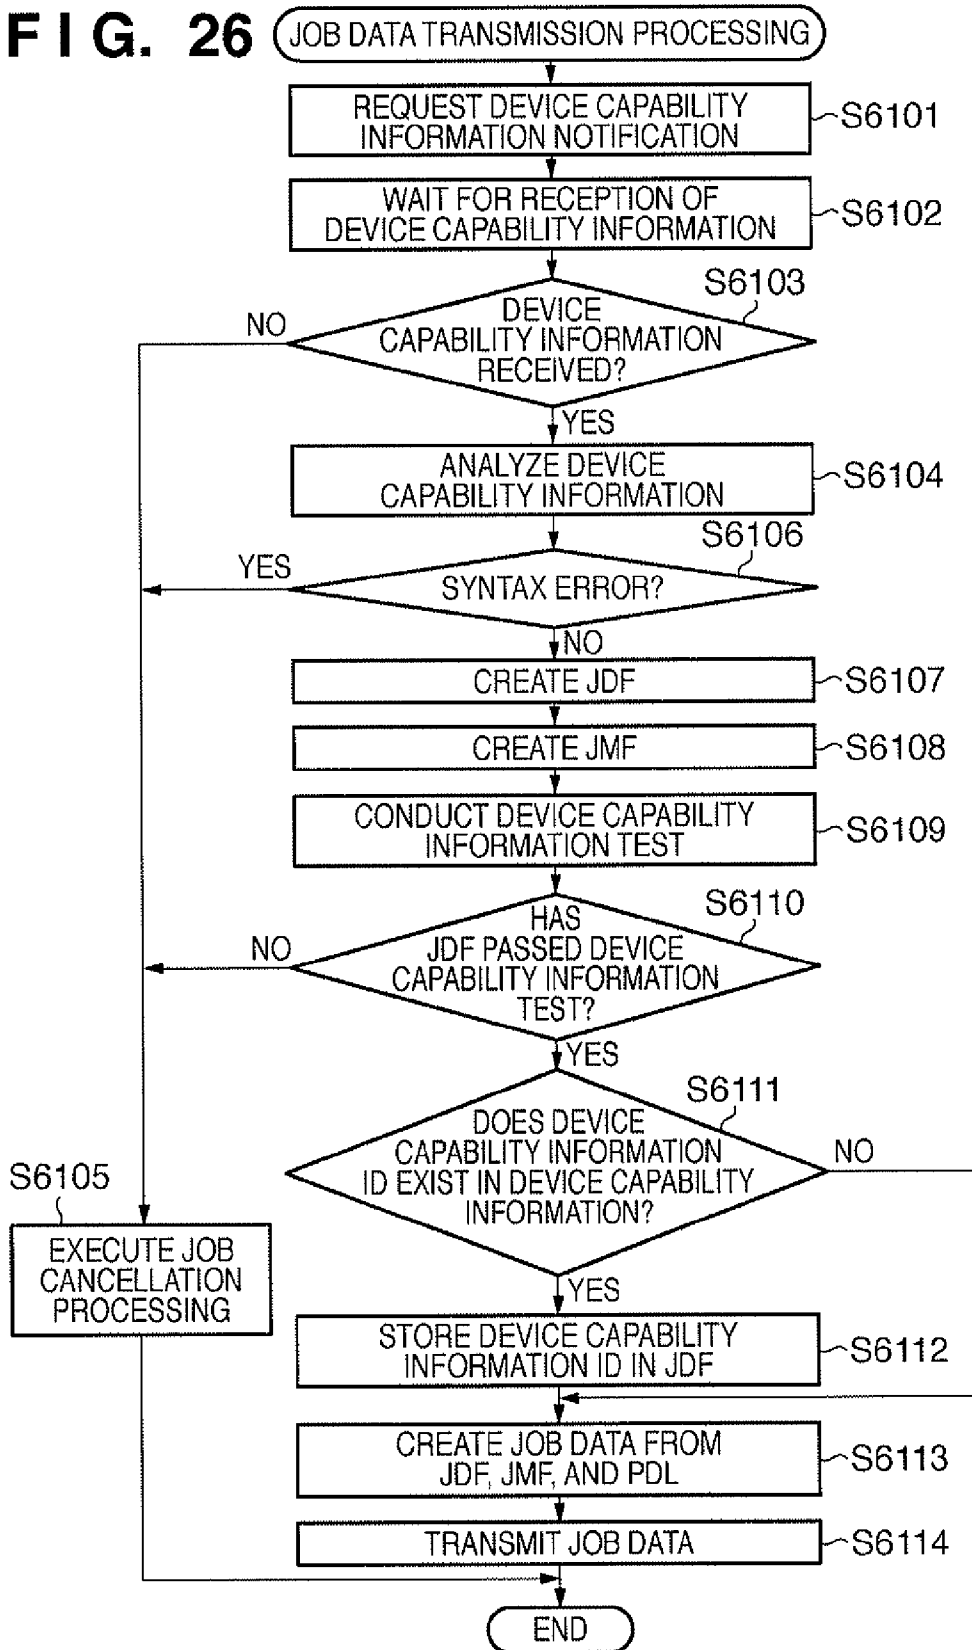 FIG. 26
JOB DATA TRANSMISSION PROCESSING
REQUEST DEVICE CAPABILITY
INFORMATION NOTIFICATION
S6101
WAIT FOR RECEPTION OF
DEVICE CAPABILITY INFORMATION
S6102
S6103
DEVICE
CAPABILITY INFORMATION
RECEIVED?
NO
YES
ANALYZE DEVICE
CAPABILITY INFORMATION
S6104
S6106
SYNTAX ERROR?
YES
NO
CREATE JDF
S6107
CREATE JMF
S6108
CONDUCT DEVICE CAPABILITY
INFORMATION TEST
S6109
S6110
HAS
JDF PASSED DEVICE
CAPABILITY INFORMATION
TEST?
NO
YES
S6111
DOES DEVICE
CAPABILITY INFORMATION
ID EXIST IN DEVICE CAPABILITY
INFORMATION?
NO
YES
S6105
EXECUTE JOB
CANCELLATION
PROCESSING
STORE DEVICE CAPABILITY
INFORMATION ID IN JDF
S6112
CREATE JOB DATA FROM
JDF, JMF, AND PDL
S6113
TRANSMIT JOB DATA
S6114
END